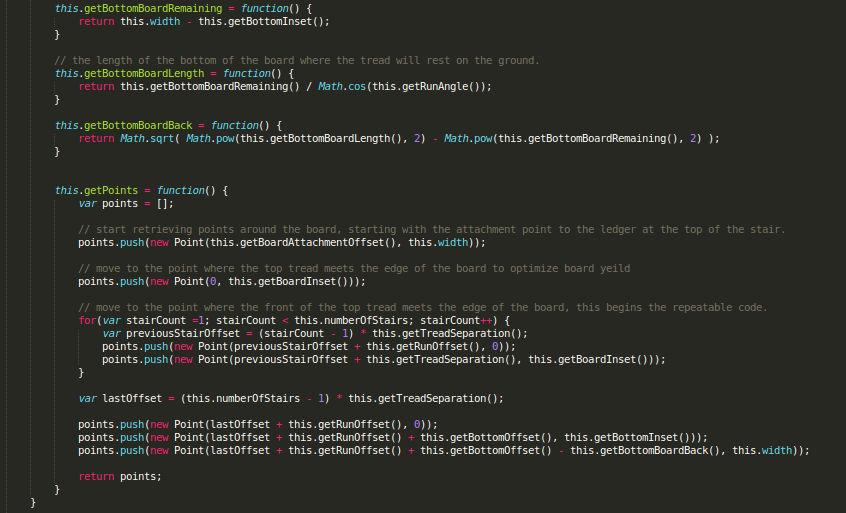 this.getBottomBoardRemaining = function() {
return this.width - this.getBottomInset();
}
// the length of the bottom of the board where the tread will rest on the ground.
this.getBottomBoardLength = function() {
return this.getBottomBoardRemaining() / Math.cos(this.getRunAngle());
}
this.getBottomBoardBack = function() {
return Math.sqrt( Math.pow(this.getBottomBoardLength(), 2) - Math.pow(this.getBottomBoardRemaining(), 2) );
}
this.getPoints = function() {
var points = [];
// start retrieving points around the board, starting with the attachment point to the ledger at the top of the stair.
points.push(new Point(this.getBoardAttachmentOffset(), this.width));
// move to the point where the top tread meets the edge of the board to optimize board yeild
points.push(new Point(0, this.getBoardInset()));
// move to the point where the front of the top tread meets the edge of the board, this begins the repeatable code.
for(var stairCount =1; stairCount < this.numberOfStairs; stairCount++) {
var previousStairOffset = (stairCount - 1) * this.getTreadSeparation();
points.push(new Point(previousStairOffset + this.getRunOffset(), 0));
points.push(new Point(previousStairOffset + this.getTreadSeparation(), this.getBoardInset()));
}
var lastOffset = (this.numberOfStairs - 1) * this.getTreadSeparation();
points.push(new Point(lastOffset + this.getRunOffset(), 0));
points.push(new Point(lastOffset + this.getRunOffset() + this.getBottomOffset(), this.getBottomInset()));
points.push(new Point(lastOffset + this.getRunOffset() + this.getBottomOffset() - this.getBottomBoardBack(), this.width));
return points;
}
}